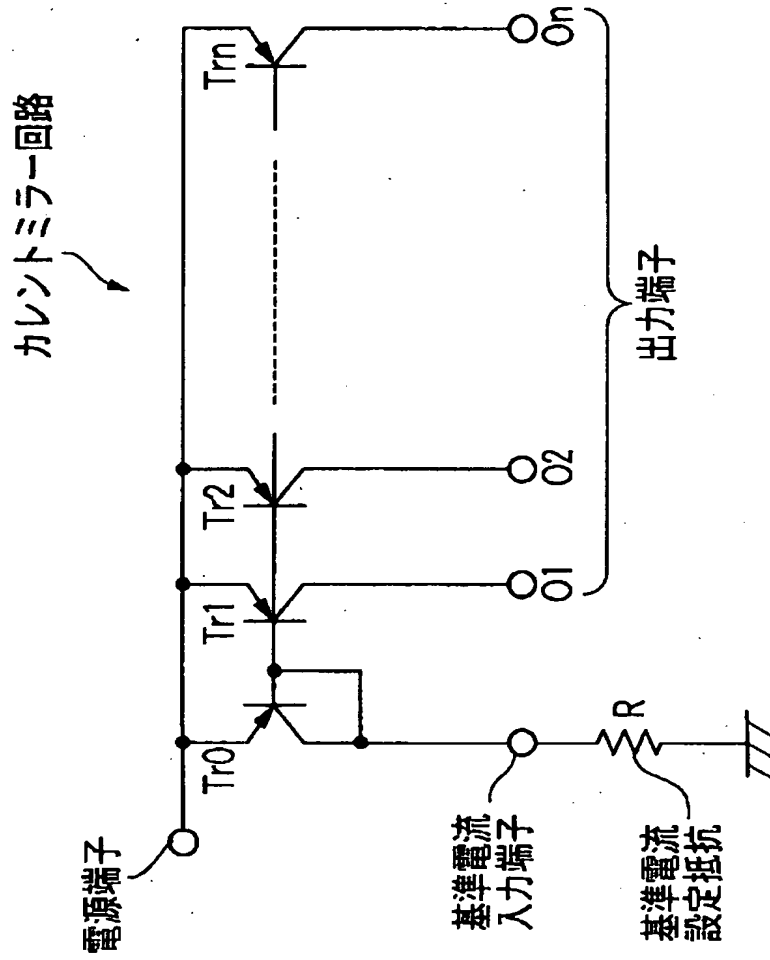 カレントミラー回路
電源端子
Tr0
Tr1
Tr2
Trn
O1
O2
On
出力端子
基準電流
入力端子
R
基準電流
設定抵抗